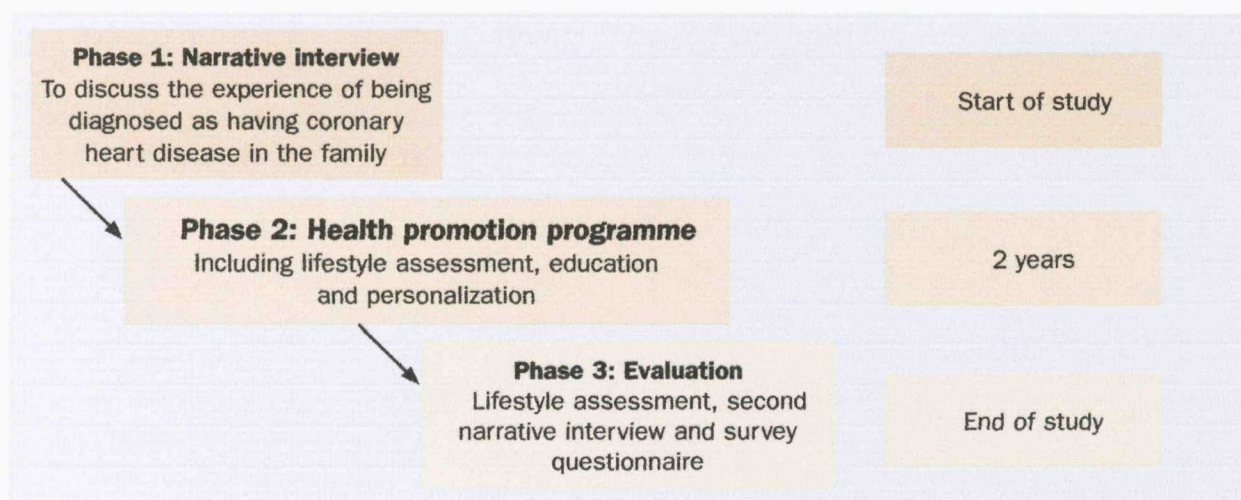 Phase 1: Narrative interview
To discuss the experience of being
diagnosed as having coronary
heart disease in the family
Start of study
Phase 2: Health promotion programme
Including lifestyle assessment, education
and personalization
2 years
Phase 3: Evaluation
Lifestyle assessment, second
narrative interview and survey
questionnaire
End of study